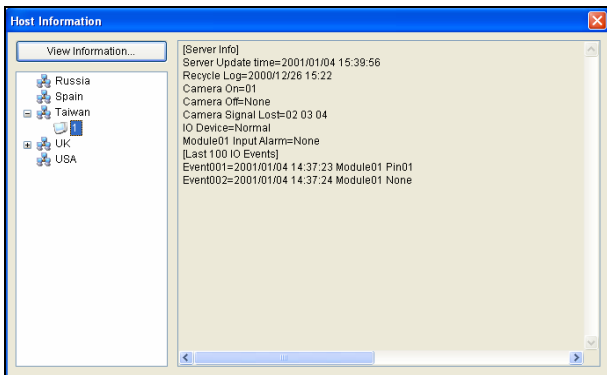 Host Information
View Information...
Russia
Spain
Taiwan
1
UK
USA
[Server Info]
Server Update time=2001/01/04 15:39:56
Recycle Log=2000/12/26 15:22
Camera On=01
Camera Off=None
Camera Signal Lost=02 03 04
IO Device=Normal
Module01 Input Alarm=None
[Last 100 IO Events]
Event001=2001/01/04 14:37:23 Module01 Pin01
Event002=2001/01/04 14:37:24 Module01 None